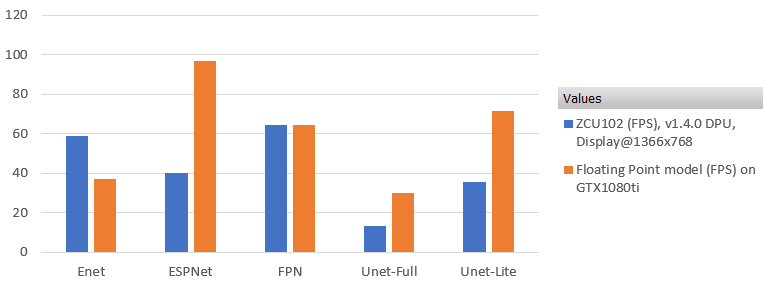 120
100
80
60
40
20
0
Enet ESPNet FPN Unet-Full Unet-Lite
Values
ZCU102 (FPS), v1.4.0 DPU,
Display@1366x768
Floating Point model (FPS) on
GTX1080ti